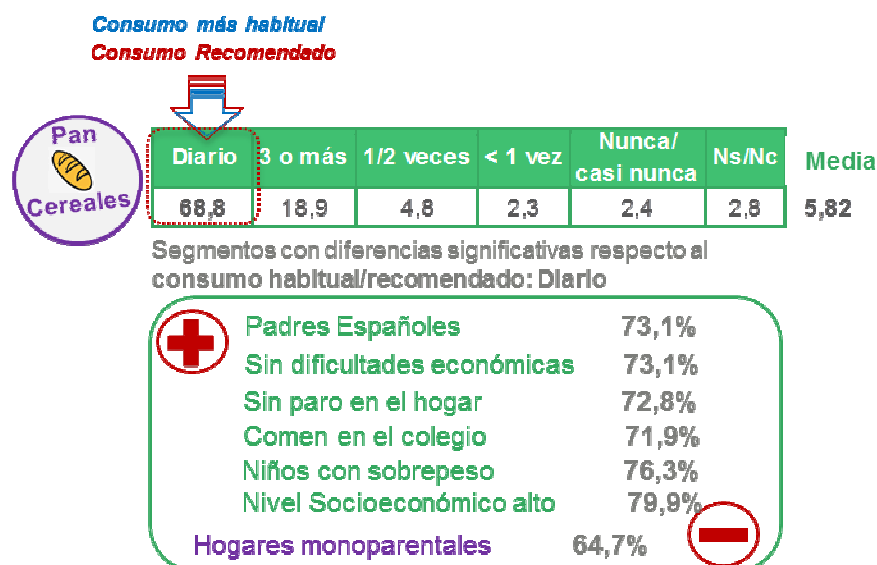 Consumo más habitual
Consumo Recomendado
Pan
Cereales
Diario 3 o más 1/2 veces < 1 vez Nunca/ casi nunca Ns/Nc Media
68,8 18,9 4,8 2,3 2,4 2,8 5,82
Segmentos con diferencias significativas respecto al
consumo habitual/recomendado: Diario
Padres Españoles 73,1%
Sin dificultades económicas 73,1%
Sin paro en el hogar 72,8%
Comen en el colegio 71,9%
Niños con sobrepeso 76,3%
Nivel Socioeconómico alto 79,9%
Hogares monoparentales 64,7%